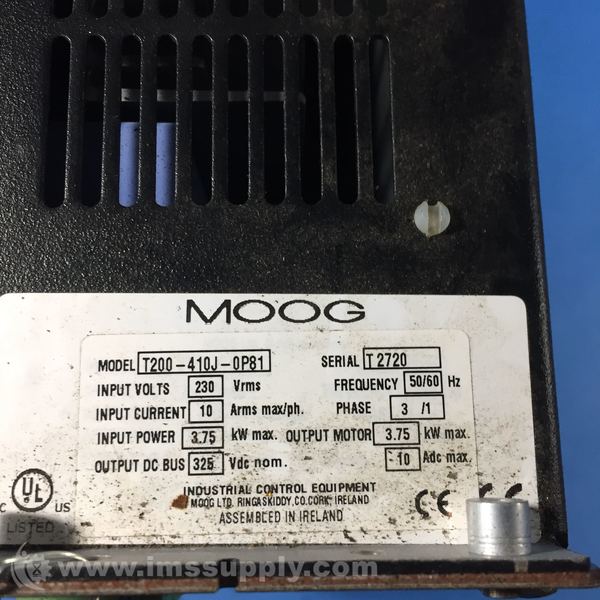 MOOG
MODEL T200-410J-0P81 SERIAL T2720
INPUT VOLTS 230 Vrms FREQUENCY 50/60 Hz
INPUT CURRENT 10 Arms max/ph. PHASE 3 /1
INPUT POWER 3.75 kW max. OUTPUT MOTOR 3.75 kW max.
OUTPUT DC BUS 325 Vdc nom. 10 Adc max.
C UL US
LISTED
INDUSTRIAL CONTROL EQUIPMENT
MOOG LTD. RINGASKIDDY, CO. CORK, IRELAND
ASSEMBLED IN IRELAND
CE CE
www.imssupply.com